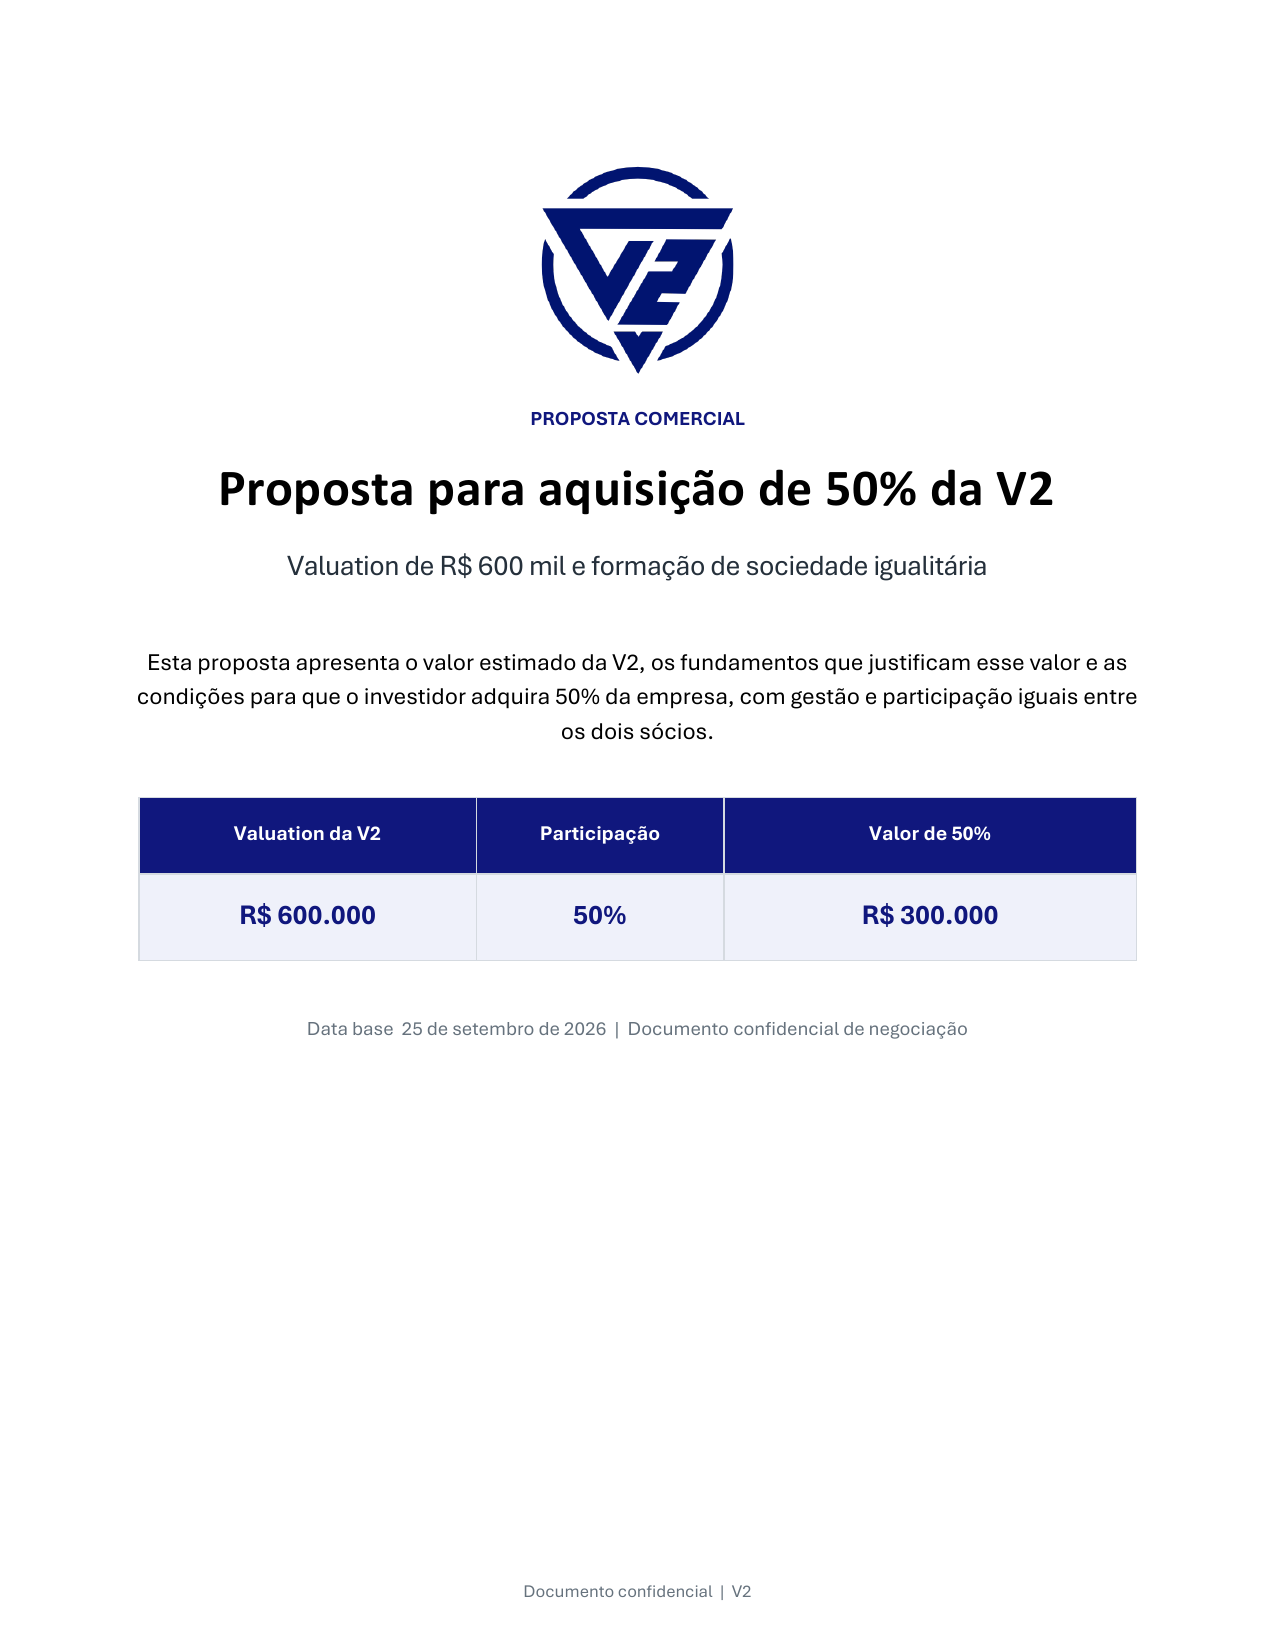 V2
PROPOSTA COMERCIAL
Proposta para aquisição de 50% da V2
Valuation de R$ 600 mil e formação de sociedade igualitária
Esta proposta apresenta o valor estimado da V2, os fundamentos que justificam esse valor e as
condições para que o investidor adquira 50% da empresa, com gestão e participação iguais entre
os dois sócios.
Valuation da V2 Participação Valor de 50%
R$ 600.000 50% R$ 300.000
Data base 25 de setembro de 2026 | Documento confidencial de negociação
Documento confidencial | V2